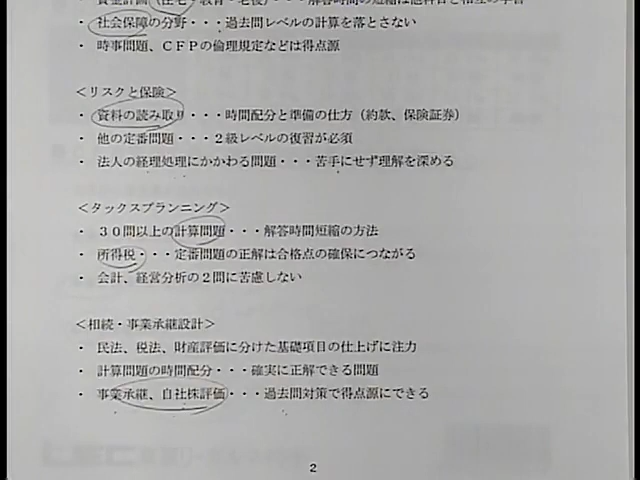 ・社会保障の分野・・・過去問レベルの計算を落とさない
・時事問題、ＣＦＰの倫理規定などは得点源
＜リスクと保険＞
・資料の読み取り・・・時間配分と準備の仕方（約款、保険証券）
・他の定番問題・・・２級レベルの復習が必須
・法人の経理処理にかかわる問題・・・苦手にせず理解を深める
＜タックスプランニング＞
・３０問以上の計算問題・・・解答時間短縮の方法
・所得税・・・定番問題の正解は合格点の確保につながる
・会計、経営分析の２問に苦慮しない
＜相続・事業承継設計＞
・民法、税法、財産評価に分けた基礎項目の仕上げに注力
・計算問題の時間配分・・・確実に正解できる問題
・事業承継、自社株評価・・・過去問対策で得点源にできる
2